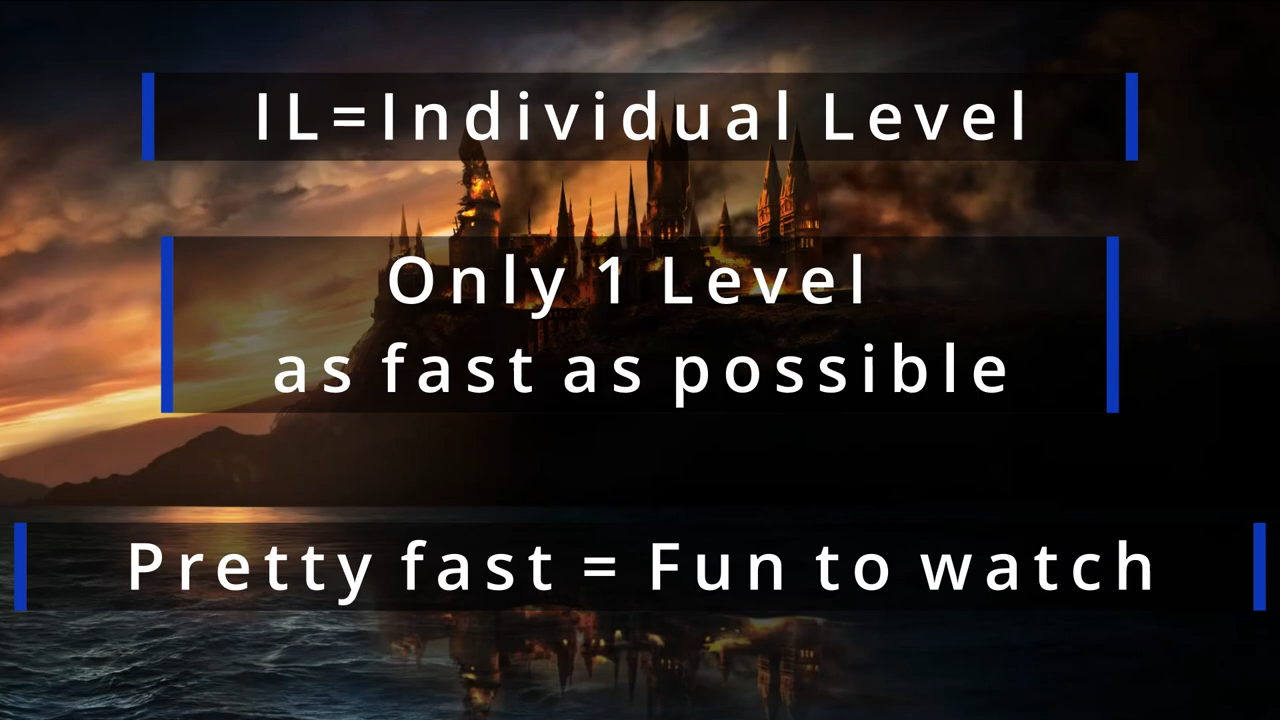 IL=Individual Level
Only 1 Level
as fast as possible
Pretty fast = Fun to watch